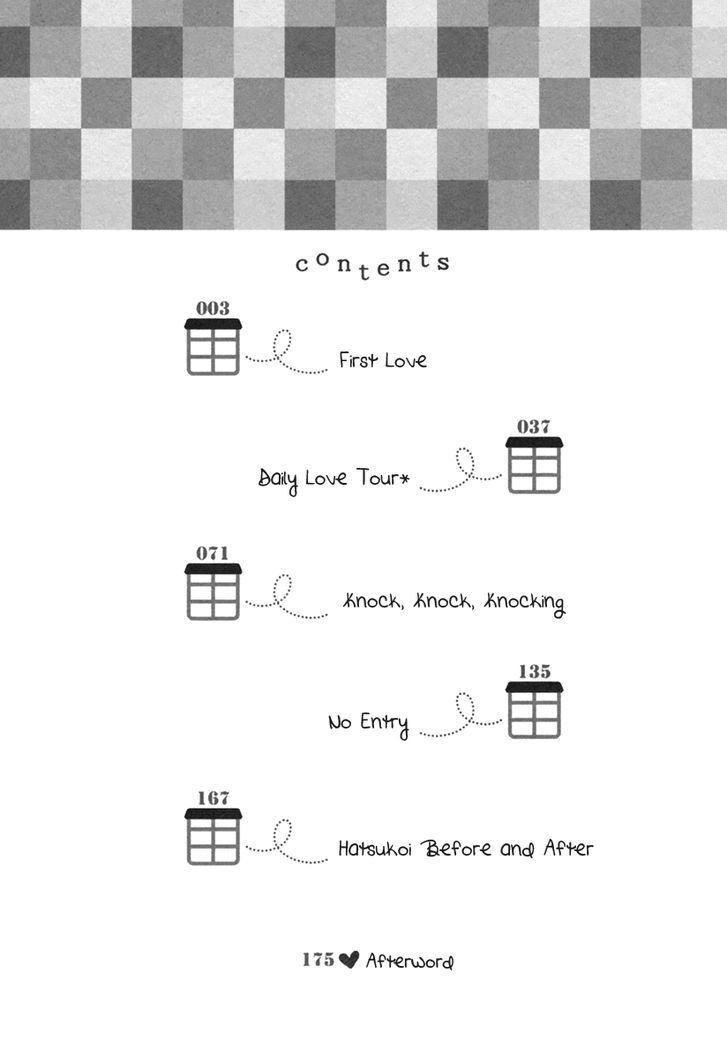 contents
003
First Love
037
Daily Love Tour*
071
Knock, Knock, Knocking
135
No Entry
167
Hatsukoi Before and After
175 ♥ Afterword